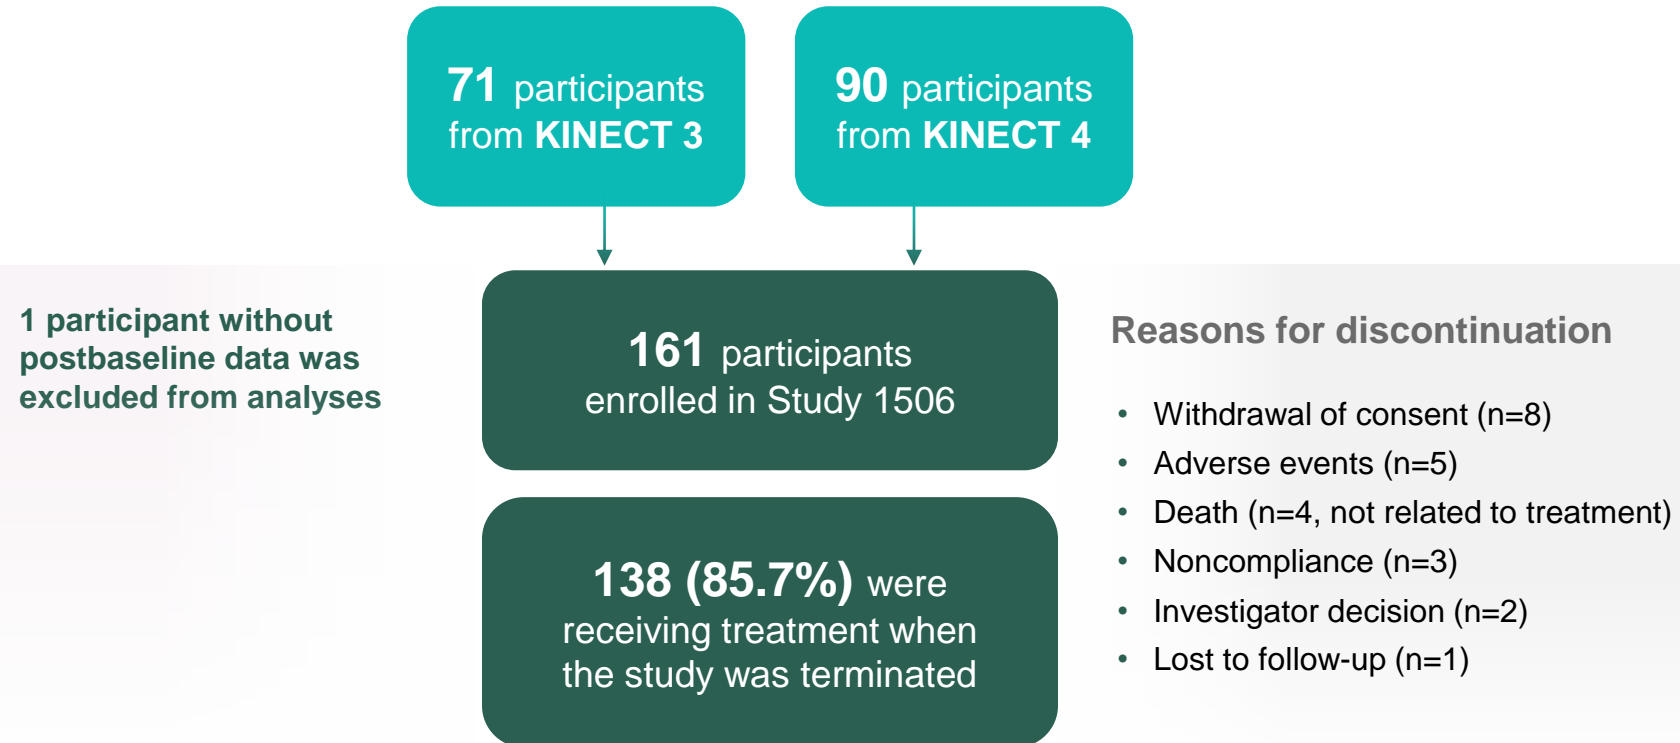 71 participants
from KINECT 3
90 participants
from KINECT 4
1 participant without
postbaseline data was
excluded from analyses
161 participants
enrolled in Study 1506
138 (85.7%) were
receiving treatment when
the study was terminated
Reasons for discontinuation
• Withdrawal of consent (n=8)
• Adverse events (n=5)
• Death (n=4, not related to treatment)
• Noncompliance (n=3)
• Investigator decision (n=2)
• Lost to follow-up (n=1)